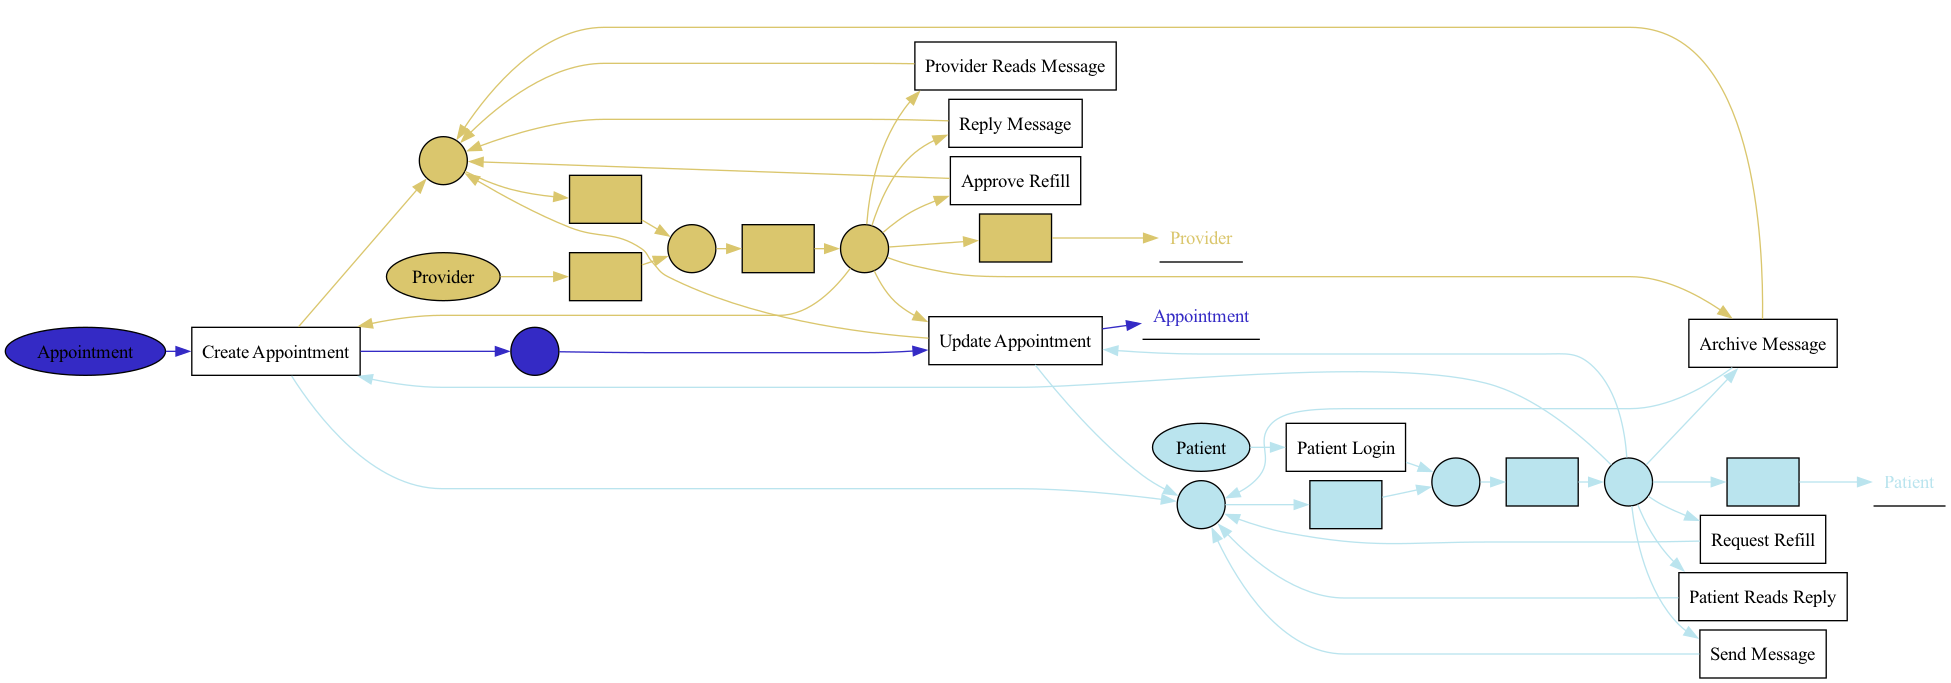 Provider Reads Message
Reply Message
Approve Refill
Provider
Provider
Appointment
Appointment
Create Appointment
Update Appointment
Archive Message
Patient
Patient Login
Patient
Request Refill
Patient Reads Reply
Send Message